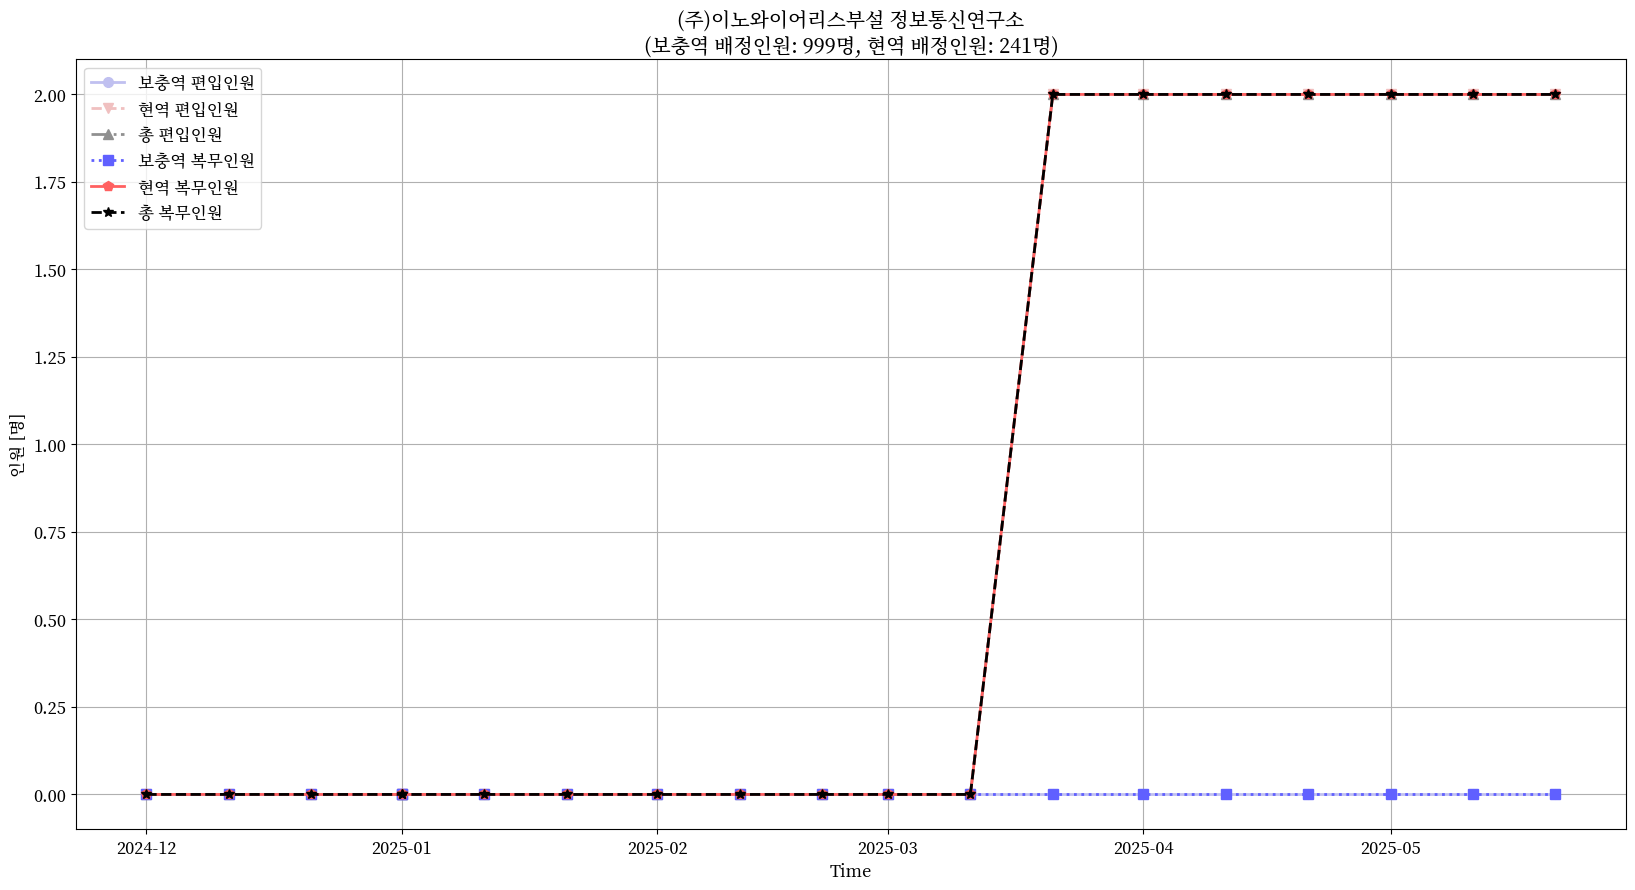 (주)이노와이어리스부설 정보통신연구소
(보충역 배정인원: 999명, 현역 배정인원: 241명)
보충역 편입인원
현역 편입인원
총 편입인원
보충역 복무인원
현역 복무인원
총 복무인원
2.00
1.75
1.50
1.25
1.00
0.75
0.50
0.25
0.00
인원 [명]
2024-12
2025-01
2025-02
2025-03
2025-04
2025-05
Time